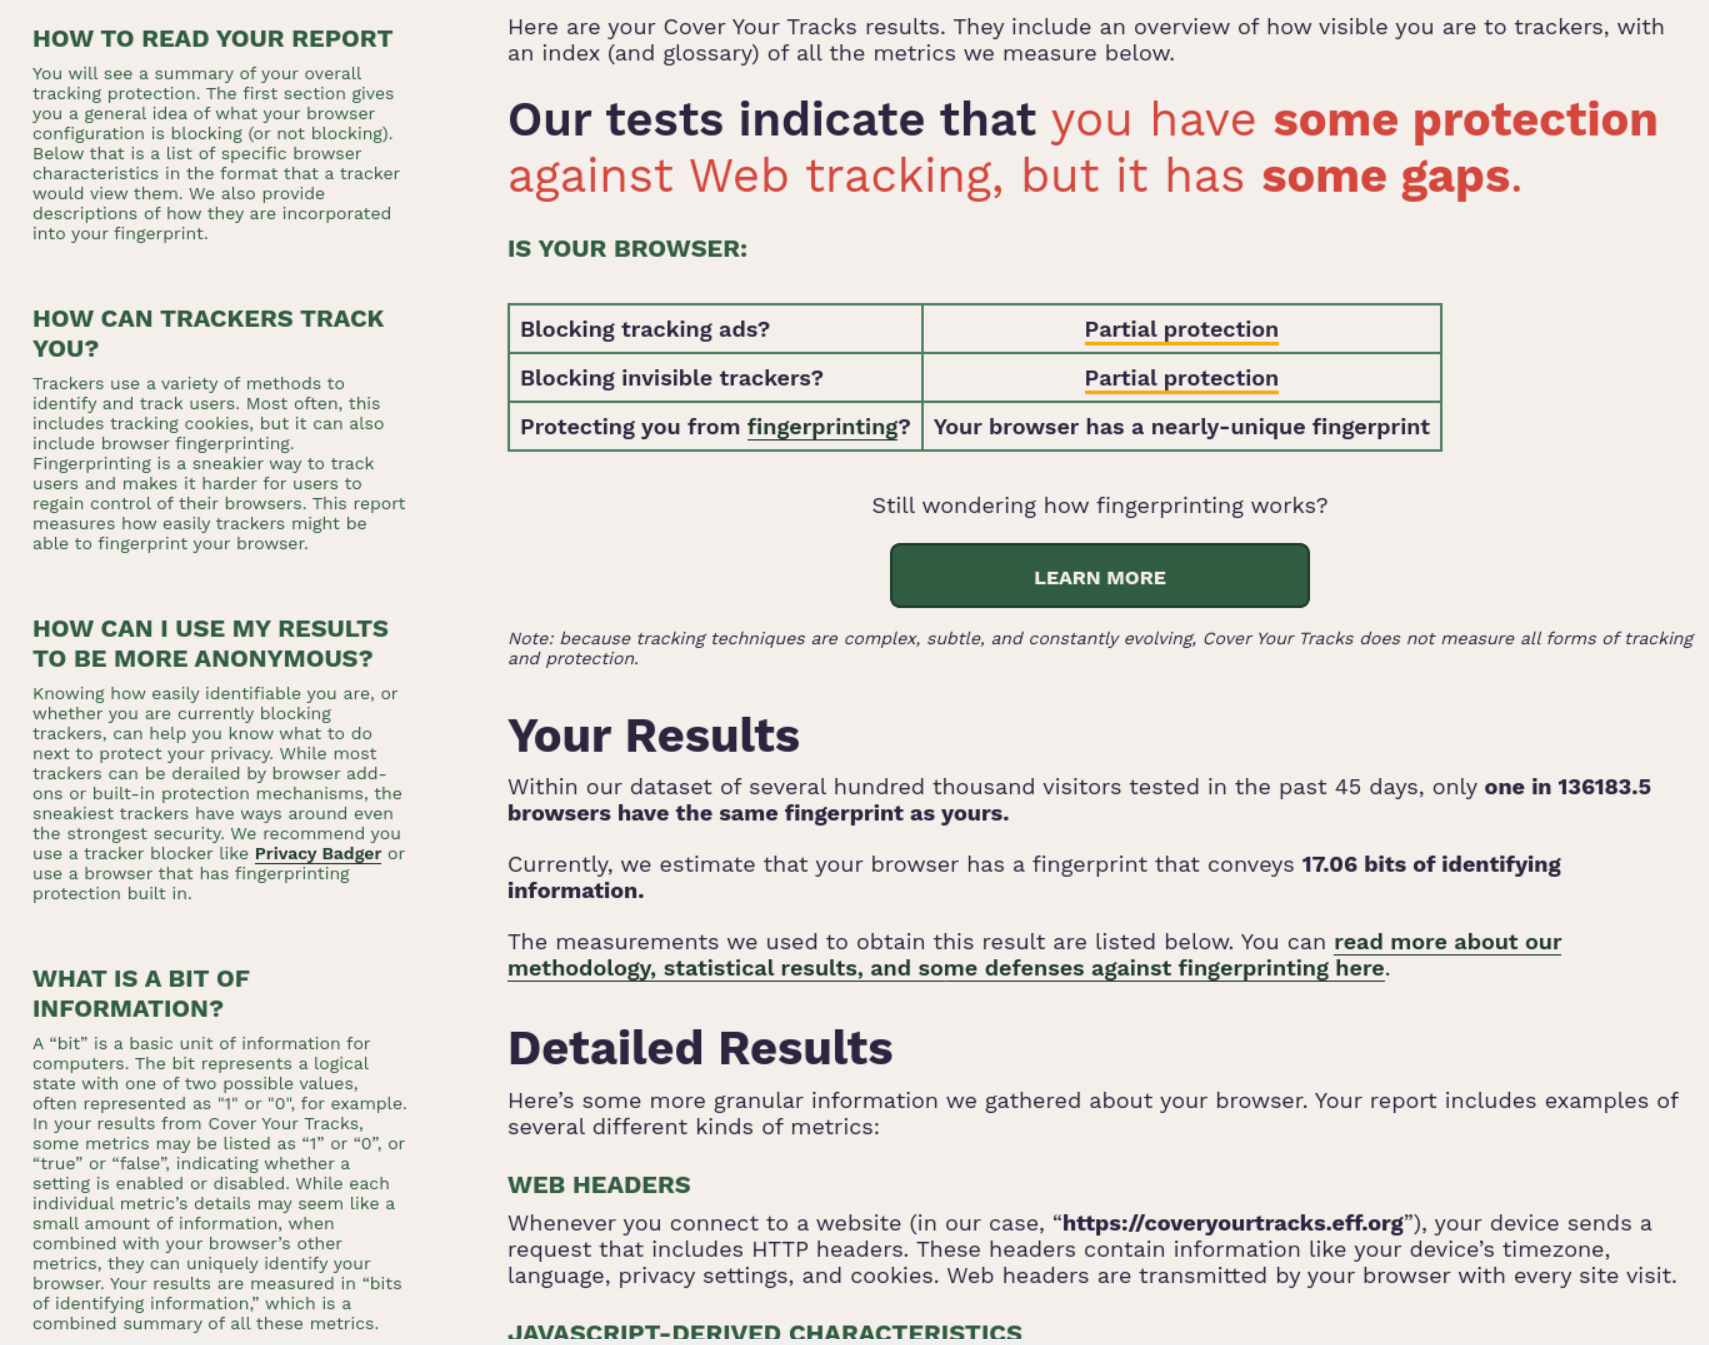 HOW TO READ YOUR REPORT
You will see a summary of your overall
tracking protection. The first section gives
you a general idea of what your browser
configuration is blocking (or not blocking).
Below that is a list of specific browser
characteristics in the format that a tracker
would view them. We also provide
descriptions of how they are incorporated
into your fingerprint.
HOW CAN TRACKERS TRACK
YOU?
Trackers use a variety of methods to
identify and track users. Most often, this
includes tracking cookies, but it can also
include browser fingerprinting.
Fingerprinting is a sneakier way to track
users and makes it harder for users to
regain control of their browsers. This report
measures how easily trackers might be
able to fingerprint your browser.
HOW CAN I USE MY RESULTS
TO BE MORE ANONYMOUS?
Knowing how easily identifiable you are, or
whether you are currently blocking
trackers, can help you know what to do
next to protect your privacy. While most
trackers can be derailed by browser add-
ons or built-in protection mechanisms, the
sneakiest trackers have ways around even
the strongest security. We recommend you
use a tracker blocker like Privacy Badger or
use a browser that has fingerprinting
protection built in.
WHAT IS A BIT OF
INFORMATION?
A “bit” is a basic unit of information for
computers. The bit represents a logical
state with one of two possible values,
often represented as "1" or "0", for example.
In your results from Cover Your Tracks,
some metrics may be listed as “1” or “0”, or
“true” or “false”, indicating whether a
setting is enabled or disabled. While each
individual metric’s details may seem like a
small amount of information, when
combined with your browser’s other
metrics, they can uniquely identify your
browser. Your results are measured in “bits
of identifying information,” which is a
combined summary of all these metrics.
Here are your Cover Your Tracks results. They include an overview of how visible you are to trackers, with
an index (and glossary) of all the metrics we measure below.
Our tests indicate that you have some protection
against Web tracking, but it has some gaps.
IS YOUR BROWSER:
Blocking tracking ads? Partial protection
Blocking invisible trackers? Partial protection
Protecting you from fingerprinting? Your browser has a nearly-unique fingerprint
Still wondering how fingerprinting works?
LEARN MORE
Note: because tracking techniques are complex, subtle, and constantly evolving, Cover Your Tracks does not measure all forms of tracking
and protection.
Your Results
Within our dataset of several hundred thousand visitors tested in the past 45 days, only one in 136183.5
browsers have the same fingerprint as yours.
Currently, we estimate that your browser has a fingerprint that conveys 17.06 bits of identifying
information.
The measurements we used to obtain this result are listed below. You can read more about our
methodology, statistical results, and some defenses against fingerprinting here.
Detailed Results
Here’s some more granular information we gathered about your browser. Your report includes examples of
several different kinds of metrics:
WEB HEADERS
Whenever you connect to a website (in our case, “https://coveryourtracks.eff.org”), your device sends a
request that includes HTTP headers. These headers contain information like your device’s timezone,
language, privacy settings, and cookies. Web headers are transmitted by your browser with every site visit.
JAVASCRIPT-DERIVED CHARACTERISTICS